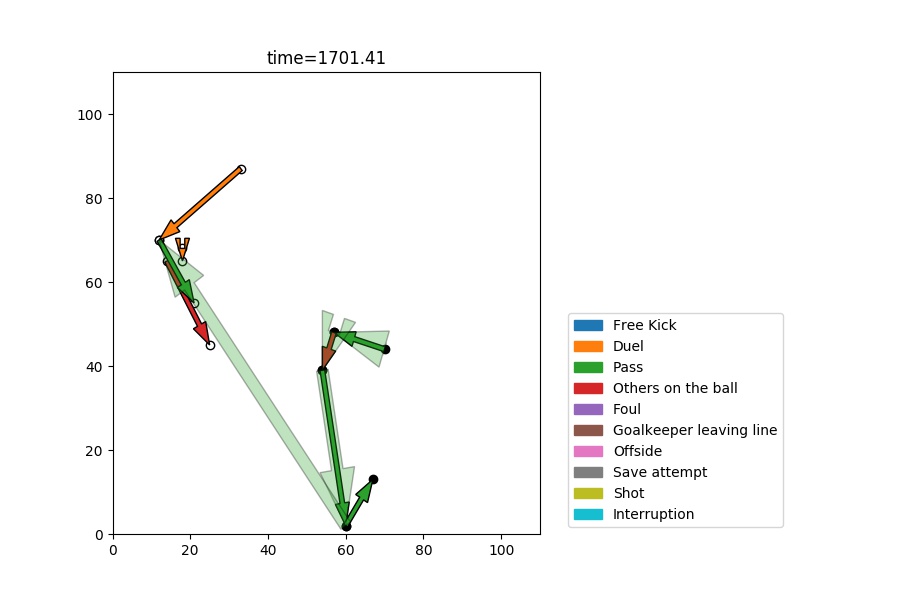 time=1701.41
100
80
60
40
20
0
0 20 40 60 80 100
Free Kick
Duel
Pass
Others on the ball
Foul
Goalkeeper leaving line
Offside
Save attempt
Shot
Interruption